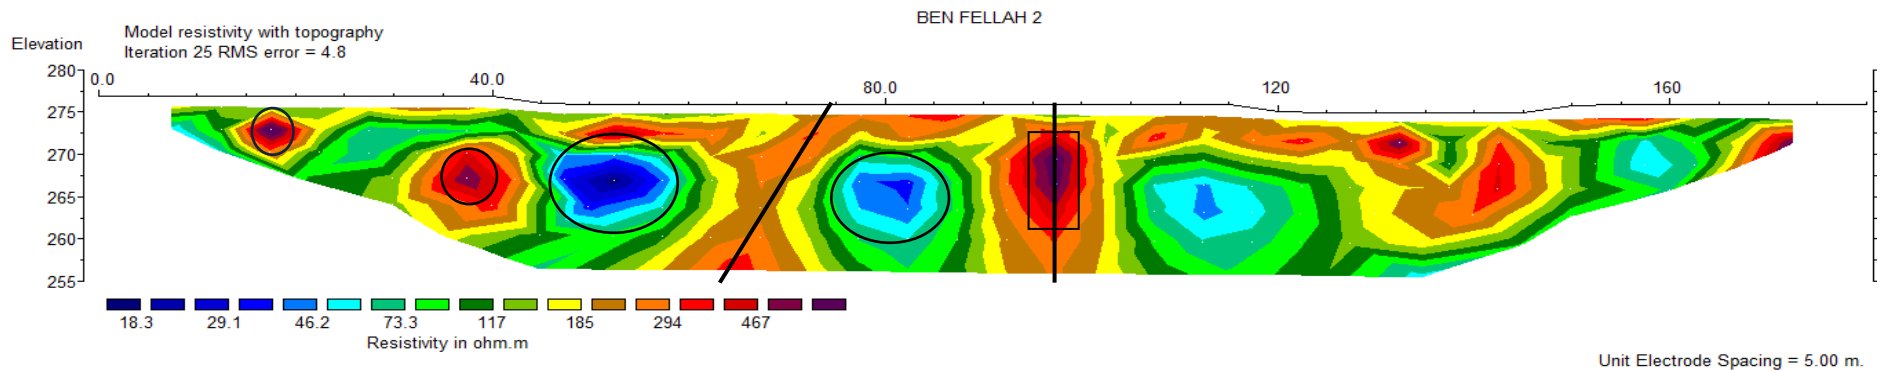 BEN FELLAH 2
Model resistivity with topography
Elevation
Iteration 25 RMS error = 4.8
280
0.0 40.0 80.0 120 160
275
270
265
260
255
18.3 29.1 46.2 73.3 117 185 294 467
Resistivity in ohm.m
Unit Electrode Spacing = 5.00 m.